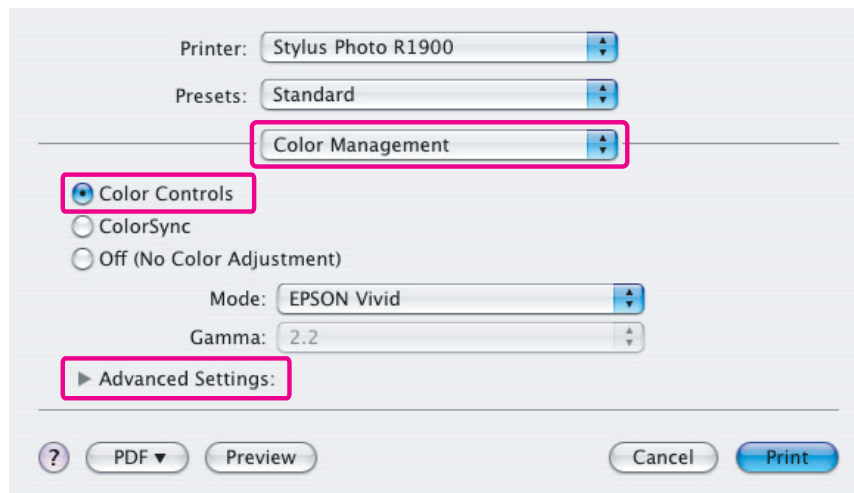 Printer: Stylus Photo R1900
Presets: Standard
Color Management
Color Controls
ColorSync
Off (No Color Adjustment)
Mode: EPSON Vivid
Gamma: 2.2
Advanced Settings:
? PDF Preview Cancel Print